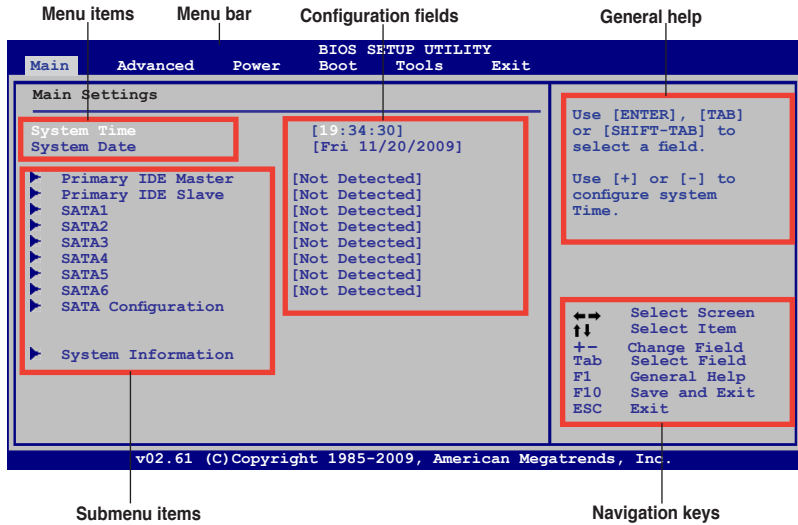 Menu items Menu bar Configuration fields General help
BIOS SETUP UTILITY
Main Advanced Power Boot Tools Exit
Main Settings
System Time [19:34:30]
System Date [Fri 11/20/2009]
Primary IDE Master [Not Detected]
Primary IDE Slave [Not Detected]
SATA1 [Not Detected]
SATA2 [Not Detected]
SATA3 [Not Detected]
SATA4 [Not Detected]
SATA5 [Not Detected]
SATA6 [Not Detected]
SATA Configuration
System Information
Use [ENTER], [TAB]
or [SHIFT-TAB] to
select a field.
Use [+] or [-] to
configure system
Time.
←→ Select Screen
↑↓ Select Item
+- Change Field
Tab Select Field
F1 General Help
F10 Save and Exit
ESC Exit
v02.61 (C)Copyright 1985-2009, American Megatrends, Inc.
Submenu items Navigation keys